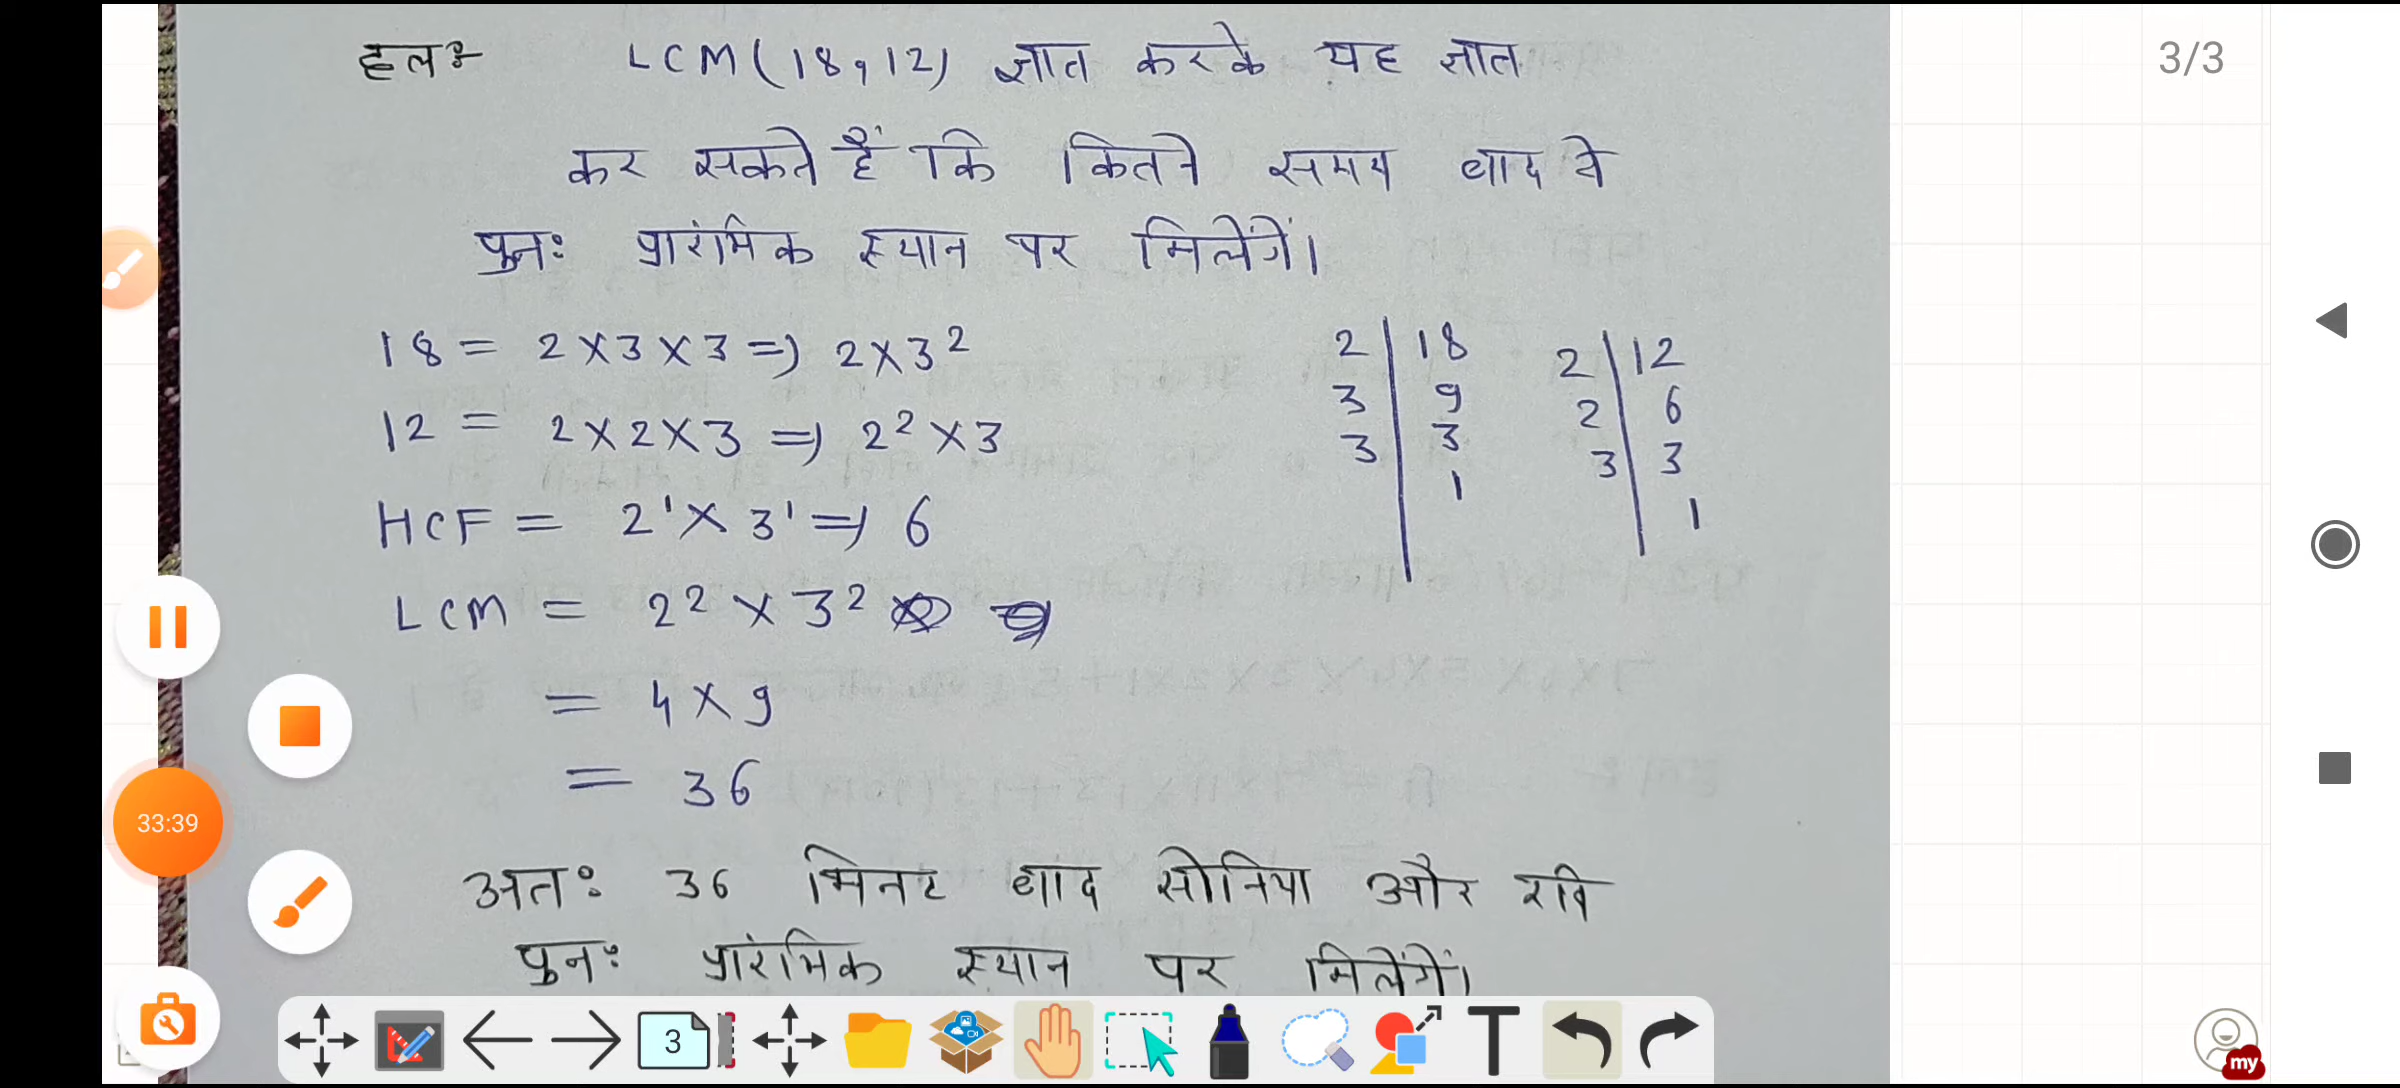 3/3
हलः LCM(18,12) ज्ञात करके यह ज्ञात
कर सकते हैं कि कितने समय बाद वे
पुनः प्रारंभिक स्थान पर मिलेंगें।
18 = 2×3×3 ⇒ 2×3²
12 = 2×2×3 ⇒ 2²×3
HCF = 2¹×3¹ ⇒ 6
LCM = 2²×3²
= 4×9
= 36
2 | 18
3 | 9
3 | 3
1
2 | 12
2 | 6
3 | 3
1
अतः 36 मिनट बाद सोनिया और रवि
पुनः प्रारंभिक स्थान पर मिलेंगें।
33:39
3
T
my